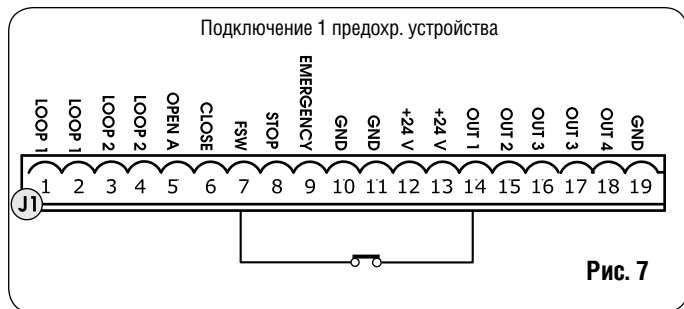 Подключение 1 предохр. устройства
LOOP 1 LOOP 1 LOOP 2 LOOP 2 OPEN A CLOSE FSW STOP EMERGENCY GND GND +24 V +24 V OUT 1 OUT 2 OUT 3 OUT 3 OUT 4 GND
1 2 3 4 5 6 7 8 9 10 11 12 13 14 15 16 17 18 19
J1
Рис. 7